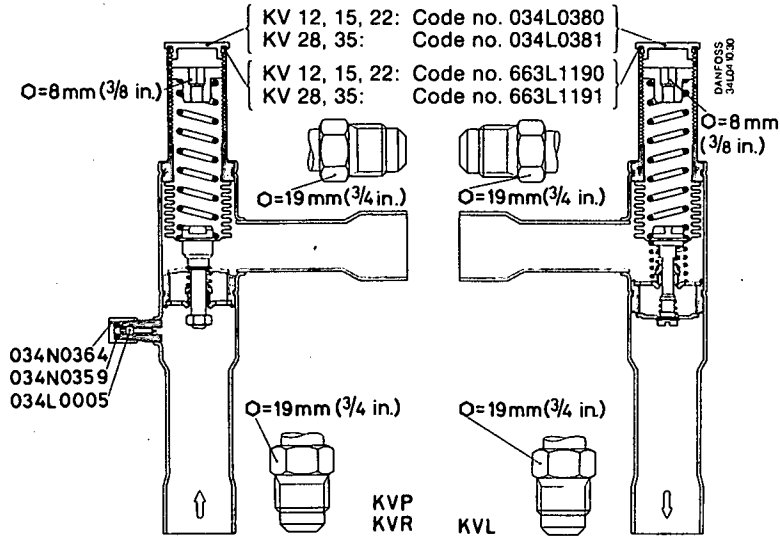 KV 12, 15, 22: Code no. 034L0380
KV 28, 35: Code no. 034L0381
KV 12, 15, 22: Code no. 663L1190
KV 28, 35: Code no. 663L1191
DANFOSS
34L04 10.30
=8mm (3/8 in.)
=8 mm
(3/8 in.)
=19mm (3/4 in.)
=19mm (3/4 in.)
034N0364
034N0359
034L0005
=19mm (3/4 in.)
=19mm (3/4 in.)
KVP
KVR
KVL